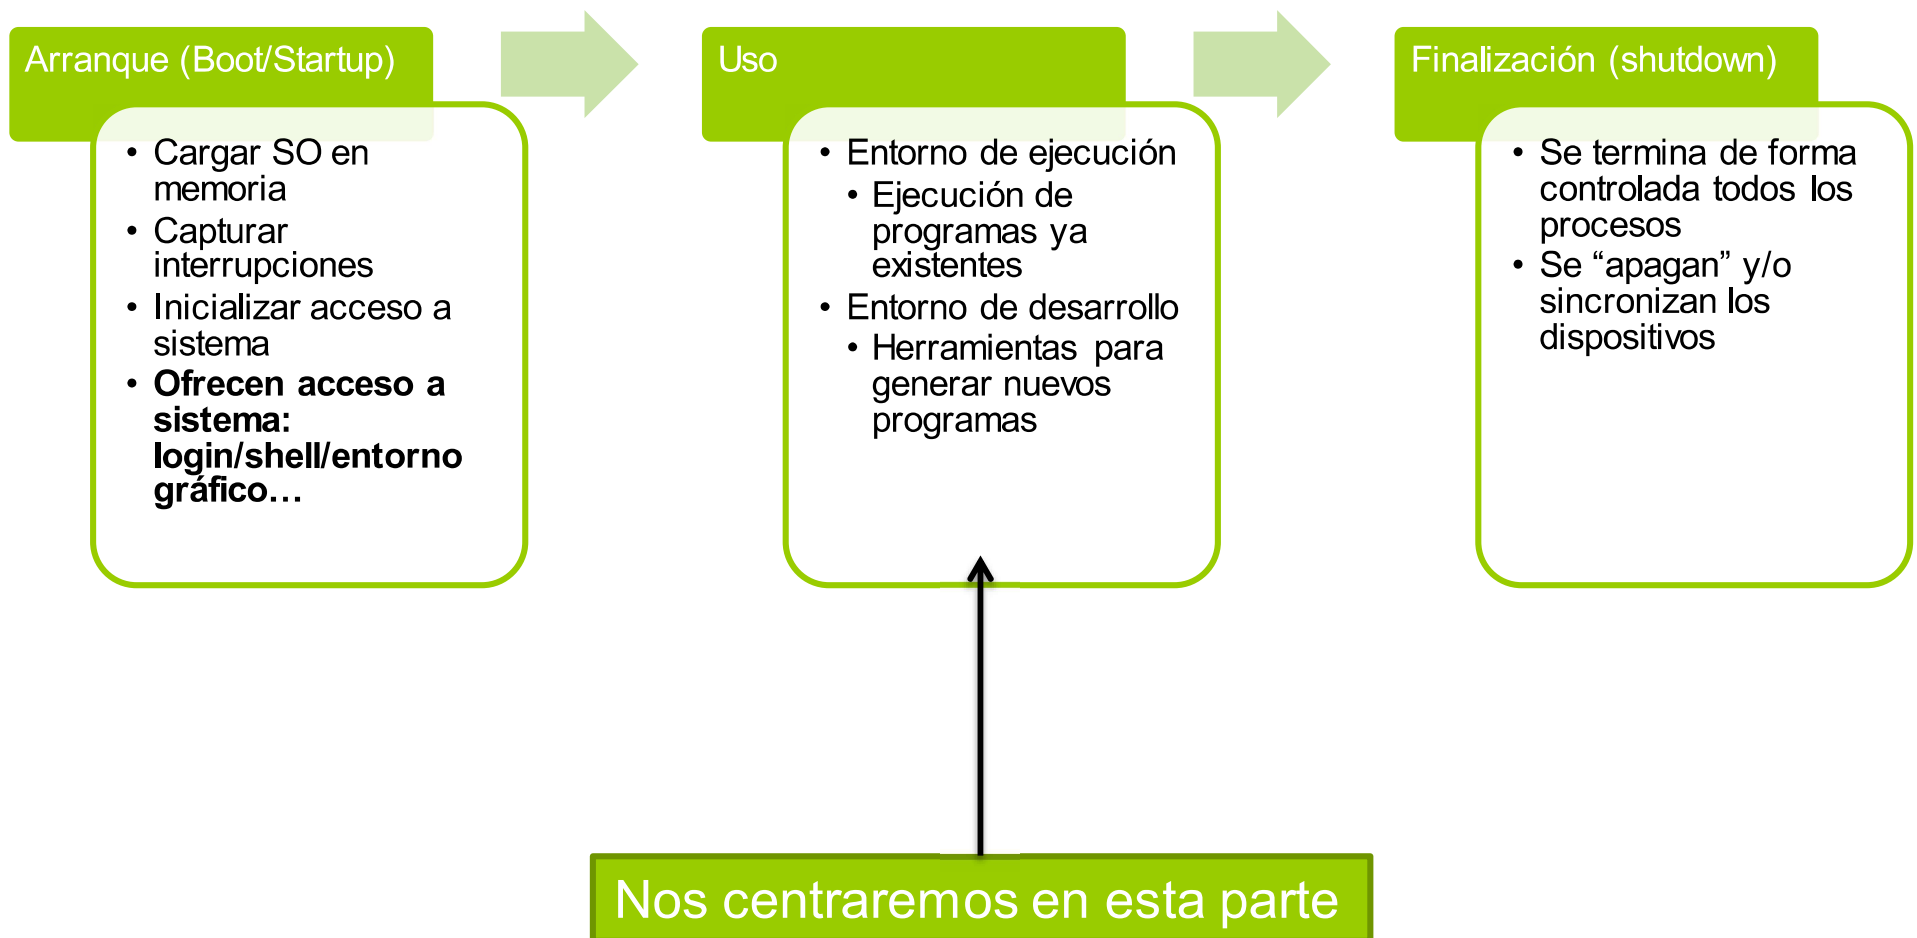 Arranque (Boot/Startup)
• Cargar SO en
memoria
• Capturar
interrupciones
• Inicializar acceso a
sistema
• Ofrecen acceso a
sistema:
login/shell/entorno
gráfico…
Uso
• Entorno de ejecución
• Ejecución de
programas ya
existentes
• Entorno de desarrollo
• Herramientas para
generar nuevos
programas
Finalización (shutdown)
• Se termina de forma
controlada todos los
procesos
• Se “apagan” y/o
sincronizan los
dispositivos
Nos centraremos en esta parte